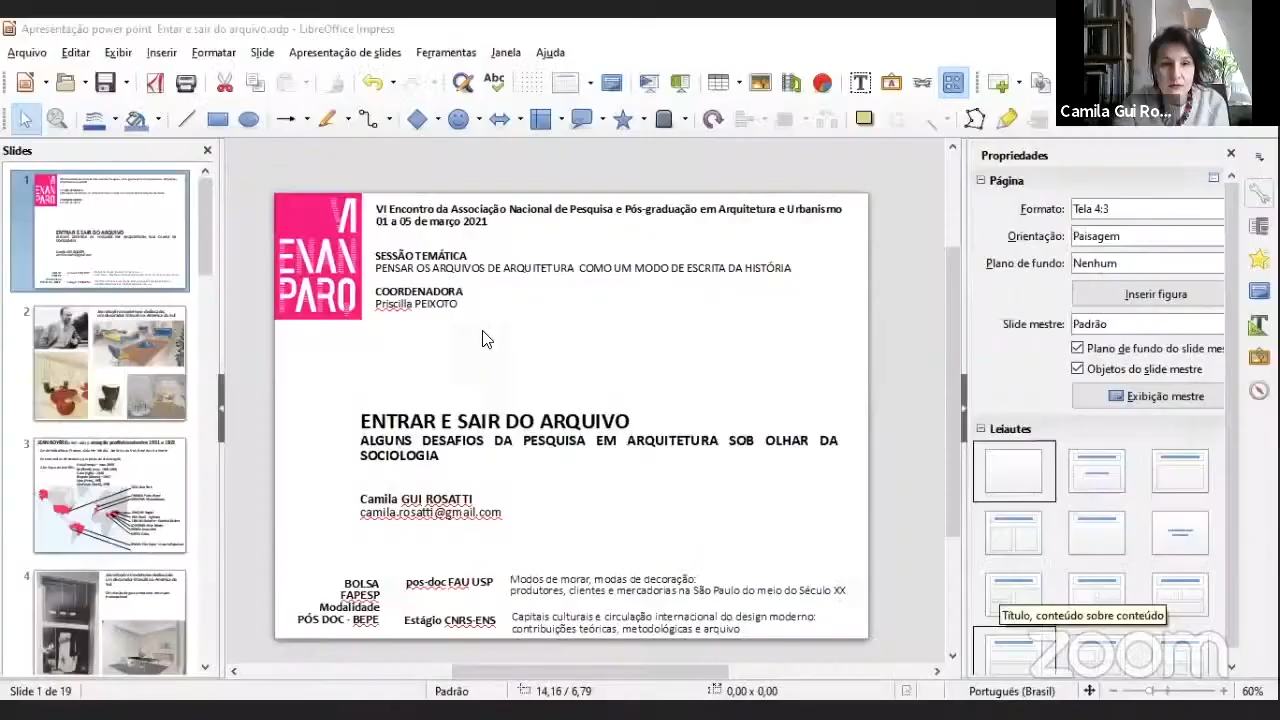 Apresentação power point Entar e sair do arquivo.odp - LibreOffice Impress
Arquivo Editar Exibir Inserir Formatar Slide Apresentação de slides Ferramentas Janela Ajuda
Abc
Camila Gui Ro...
Slides
1
2
3
4
VI
ENAN
PARQ
VI Encontro da Associação Nacional de Pesquisa e Pós-graduação em Arquitetura e Urbanismo
01 a 05 de março 2021
SESSÃO TEMÁTICA
PENSAR OS ARQUIVOS DE ARQUITETURA COMO UM MODO DE ESCRITA DA HISTÓRIA
COORDENADORA
Priscilla PEIXOTO
ENTRAR E SAIR DO ARQUIVO
ALGUNS DESAFIOS DA PESQUISA EM ARQUITETURA SOB OLHAR DA
SOCIOLOGIA
Camila GUI ROSATTI
camila.rosatti@gmail.com
BOLSA
FAPESP
Modalidade
PÓS DOC - BEPE
pos-doc FAU USP
Modos de morar, modas de decoração:
produtores, clientes e mercadorias na São Paulo do meio do Século XX
Estágio CNRS-ENS
Capitais culturais e circulação internacional do design moderno:
contribuições teóricas, metodológicas e arquivo
Propriedades
Página
Formato: Tela 4:3
Orientação: Paisagem
Plano de fundo: Nenhum
Inserir figura
Slide mestre: Padrão
Plano de fundo do slide mes
Objetos do slide mestre
Exibição mestre
Leiautes
Título, conteúdo sobre conteúdo
zoom
Slide 1 de 19 Padrão 14,16 / 6,79 0,00 x 0,00 Português (Brasil) 60%